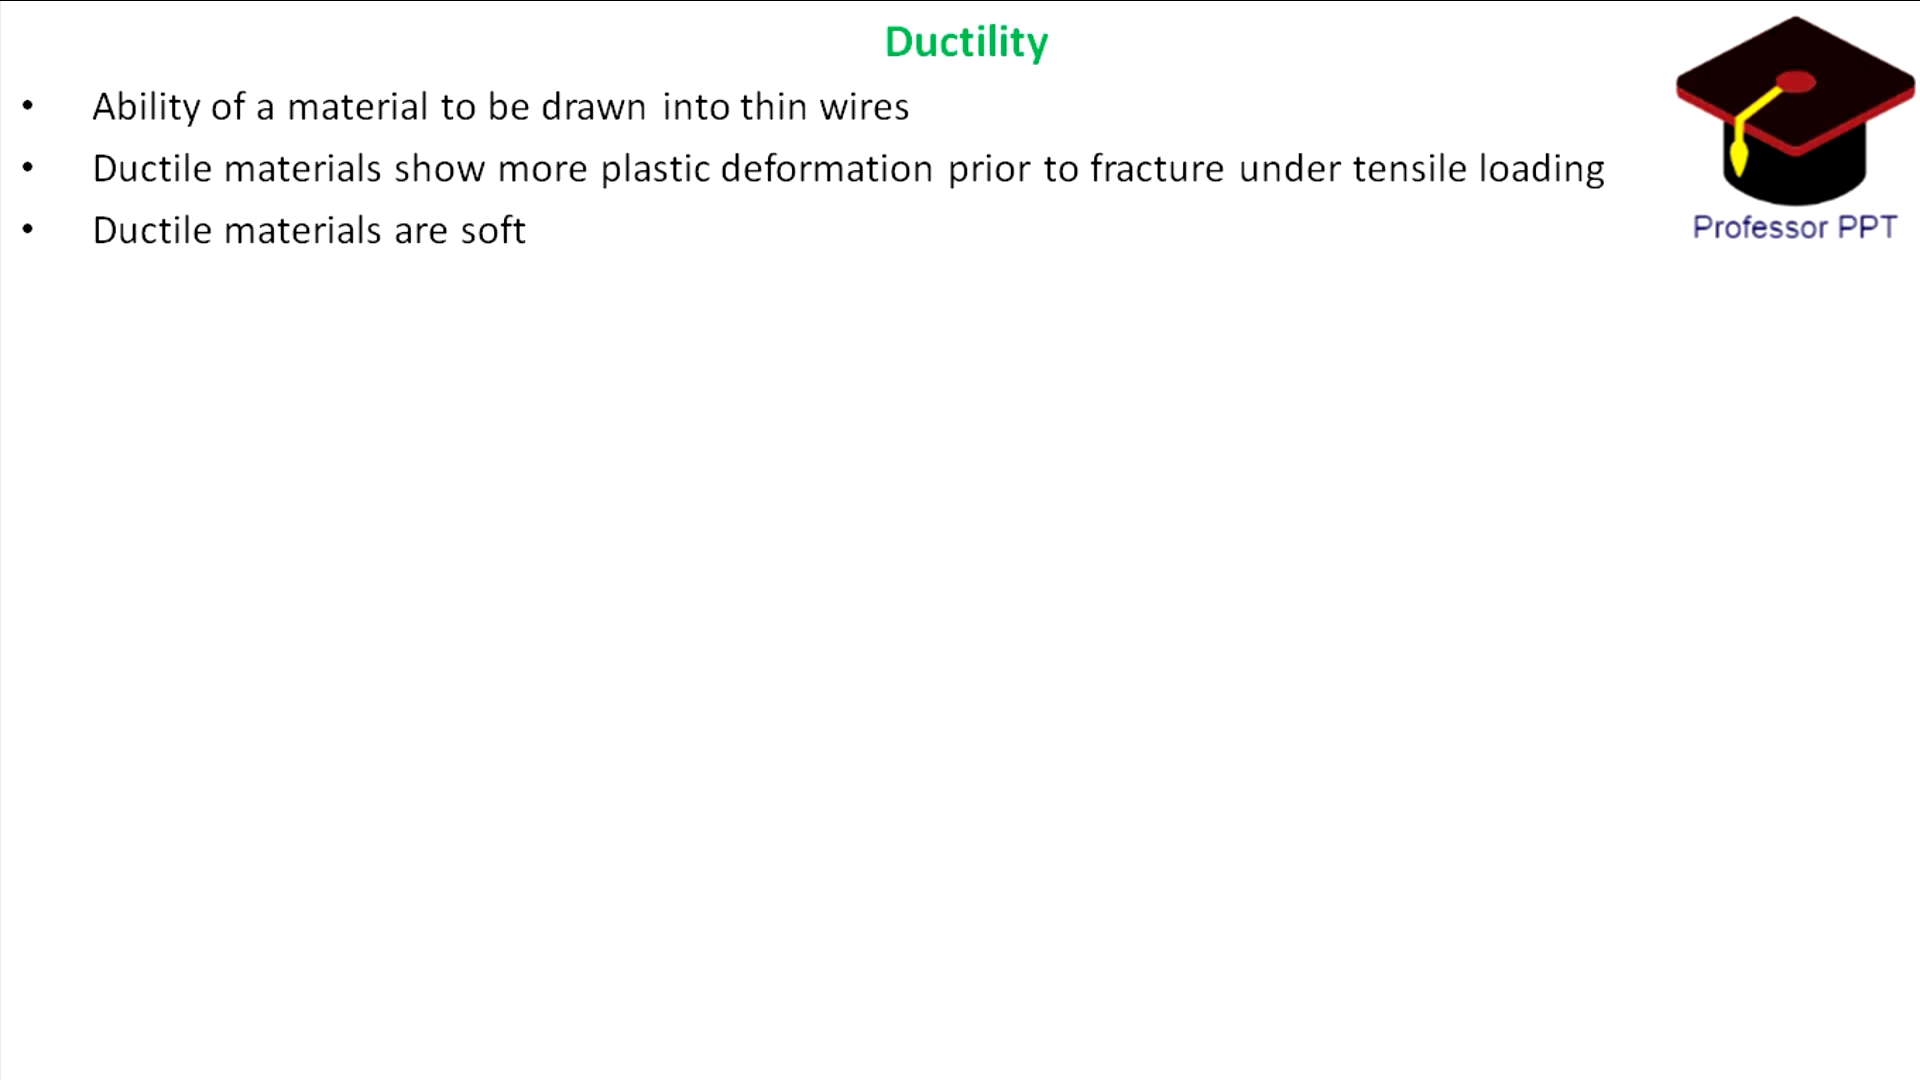 Ductility
• Ability of a material to be drawn into thin wires
• Ductile materials show more plastic deformation prior to fracture under tensile loading
• Ductile materials are soft
Professor PPT